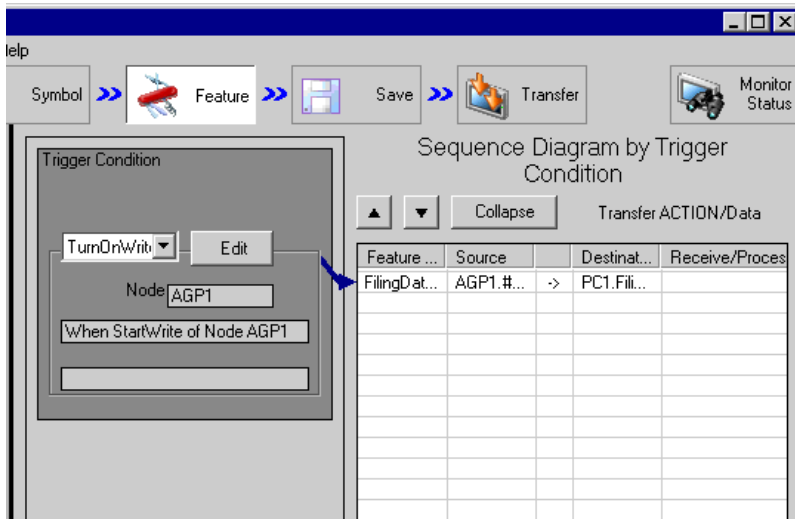 Help
Symbol
Feature
Save
Transfer
Monitor
Status
Trigger Condition
TurnOnWrit
Edit
Node
AGP1
When StartWrite of Node AGP1
Sequence Diagram by Trigger
Condition
Collapse
Transfer ACTION/Data
Feature ... Source Destinat... Receive/Proces
FilingDat... AGP1.#... -> PC1.Fili...